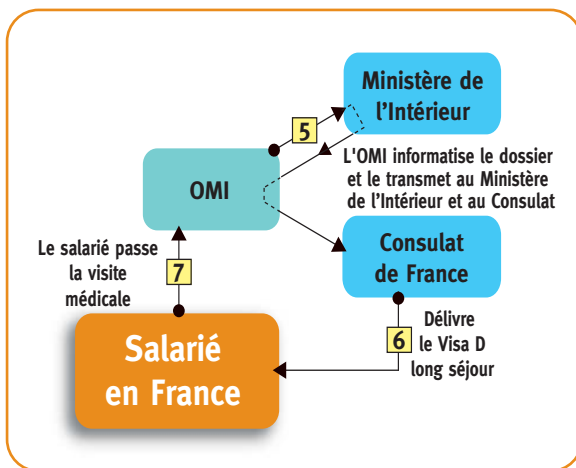 Ministère de
l'Intérieur
5
L'OMI informatise le dossier
et le transmet au Ministère
de l'Intérieur et au Consulat
OMI
Le salarié passe
la visite
médicale
7
Consulat
de France
6
Délivre
le Visa D
long séjour
Salarié
en France